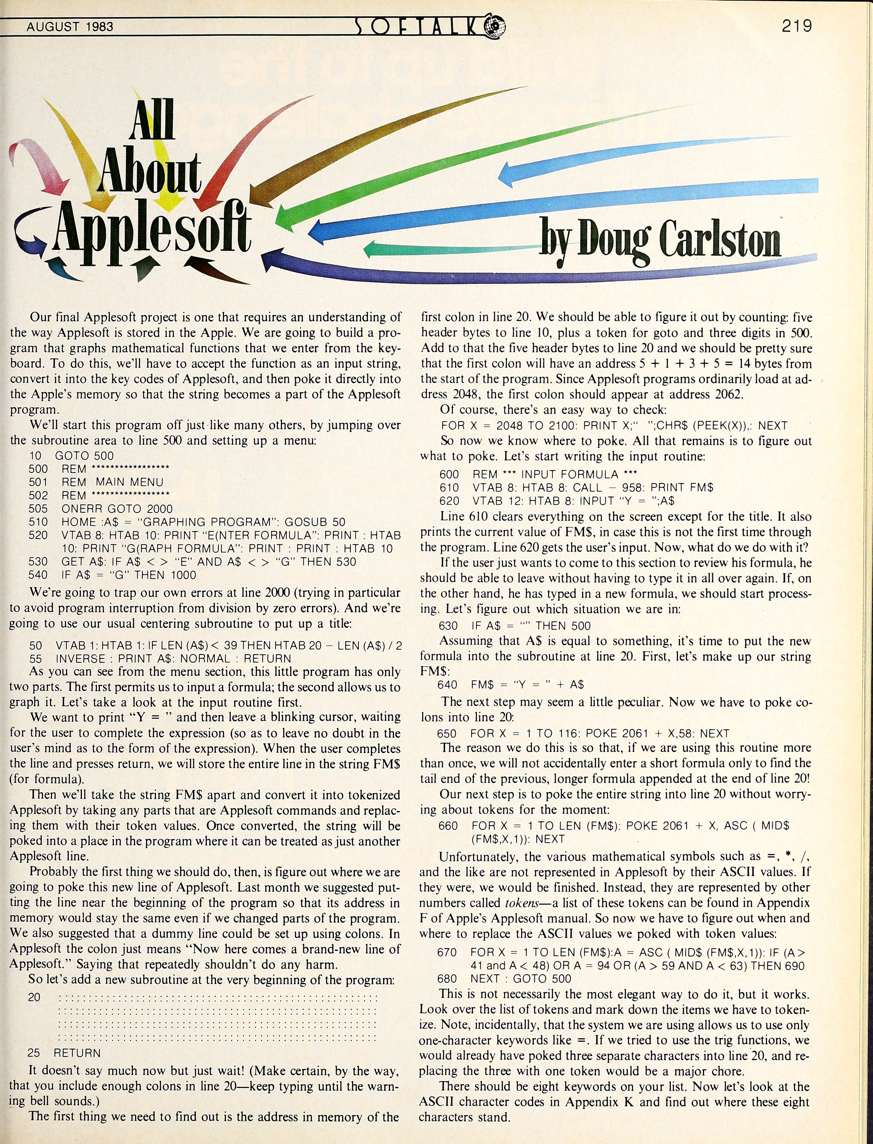 AUGUST 1983
SOFTALK
219
All
About
Applesoft
by Doug Carlston
Our final Applesoft project is one that requires an understanding of
the way Applesoft is stored in the Apple. We are going to build a pro-
gram that graphs mathematical functions that we enter from the key-
board. To do this, we'll have to accept the function as an input string,
convert it into the key codes of Applesoft, and then poke it directly into
the Apple's memory so that the string becomes a part of the Applesoft
program.
We'll start this program off just like many others, by jumping over
the subroutine area to line 500 and setting up a menu:
10 GOTO 500
500 REM *****************
501 REM MAIN MENU
502 REM *****************
505 ONERR GOTO 2000
510 HOME :A$ = "GRAPHING PROGRAM": GOSUB 50
520 VTAB 8: HTAB 10: PRINT "E(NTER FORMULA": PRINT : HTAB
10: PRINT "G(RAPH FORMULA": PRINT : PRINT : HTAB 10
530 GET A$: IF A$ < > "E" AND A$ < > "G" THEN 530
540 IF A$ = "G" THEN 1000
We're going to trap our own errors at line 2000 (trying in particular
to avoid program interruption from division by zero errors). And we're
going to use our usual centering subroutine to put up a title:
50 VTAB 1: HTAB 1: IF LEN (A$) < 39 THEN HTAB 20 – LEN (A$) / 2
55 INVERSE : PRINT A$: NORMAL : RETURN
As you can see from the menu section, this little program has only
two parts. The first permits us to input a formula; the second allows us to
graph it. Let's take a look at the input routine first.
We want to print "Y = " and then leave a blinking cursor, waiting
for the user to complete the expression (so as to leave no doubt in the
user's mind as to the form of the expression). When the user completes
the line and presses return, we will store the entire line in the string FM$
(for formula).
Then we'll take the string FM$ apart and convert it into tokenized
Applesoft by taking any parts that are Applesoft commands and replac-
ing them with their token values. Once converted, the string will be
poked into a place in the program where it can be treated as just another
Applesoft line.
Probably the first thing we should do, then, is figure out where we are
going to poke this new line of Applesoft. Last month we suggested put-
ting the line near the beginning of the program so that its address in
memory would stay the same even if we changed parts of the program.
We also suggested that a dummy line could be set up using colons. In
Applesoft the colon just means "Now here comes a brand-new line of
Applesoft." Saying that repeatedly shouldn't do any harm.
So let's add a new subroutine at the very beginning of the program:
20 ::::::::::::::::::::::::::::::::::::::::::::::::::::::
::::::::::::::::::::::::::::::::::::::::::::::::::::::
::::::::::::::::::::::::::::::::::::::::::::::::::::::
::::::::::::::::::::::::::::::::::::::::::::::::::::::
25 RETURN
It doesn't say much now but just wait! (Make certain, by the way,
that you include enough colons in line 20—keep typing until the warn-
ing bell sounds.)
The first thing we need to find out is the address in memory of the
first colon in line 20. We should be able to figure it out by counting: five
header bytes to line 10, plus a token for goto and three digits in 500.
Add to that the five header bytes to line 20 and we should be pretty sure
that the first colon will have an address 5 + 1 + 3 + 5 = 14 bytes from
the start of the program. Since Applesoft programs ordinarily load at ad-
dress 2048, the first colon should appear at address 2062.
Of course, there's an easy way to check:
FOR X = 2048 TO 2100: PRINT X;" ";CHR$ (PEEK(X)),: NEXT
So now we know where to poke. All that remains is to figure out
what to poke. Let's start writing the input routine:
600 REM *** INPUT FORMULA ***
610 VTAB 8: HTAB 8: CALL – 958: PRINT FM$
620 VTAB 12: HTAB 8: INPUT "Y = ";A$
Line 610 clears everything on the screen except for the title. It also
prints the current value of FM$, in case this is not the first time through
the program. Line 620 gets the user's input. Now, what do we do with it?
If the user just wants to come to this section to review his formula, he
should be able to leave without having to type it in all over again. If, on
the other hand, he has typed in a new formula, we should start process-
ing. Let's figure out which situation we are in:
630 IF A$ = "" THEN 500
Assuming that A$ is equal to something, it's time to put the new
formula into the subroutine at line 20. First, let's make up our string
FM$:
640 FM$ = "Y = " + A$
The next step may seem a little peculiar. Now we have to poke co-
lons into line 20:
650 FOR X = 1 TO 116: POKE 2061 + X,58: NEXT
The reason we do this is so that, if we are using this routine more
than once, we will not accidentally enter a short formula only to find the
tail end of the previous, longer formula appended at the end of line 20!
Our next step is to poke the entire string into line 20 without worry-
ing about tokens for the moment:
660 FOR X = 1 TO LEN (FM$): POKE 2061 + X, ASC ( MID$
(FM$,X,1)): NEXT
Unfortunately, the various mathematical symbols such as =, *, /,
and the like are not represented in Applesoft by their ASCII values. If
they were, we would be finished. Instead, they are represented by other
numbers called tokens—a list of these tokens can be found in Appendix
F of Apple's Applesoft manual. So now we have to figure out when and
where to replace the ASCII values we poked with token values:
670 FOR X = 1 TO LEN (FM$):A = ASC ( MID$ (FM$,X,1)): IF (A >
41 and A < 48) OR A = 94 OR (A > 59 AND A < 63) THEN 690
680 NEXT : GOTO 500
This is not necessarily the most elegant way to do it, but it works.
Look over the list of tokens and mark down the items we have to token-
ize. Note, incidentally, that the system we are using allows us to use only
one-character keywords like =. If we tried to use the trig functions, we
would already have poked three separate characters into line 20, and re-
placing the three with one token would be a major chore.
There should be eight keywords on your list. Now let's look at the
ASCII character codes in Appendix K and find out where these eight
characters stand.